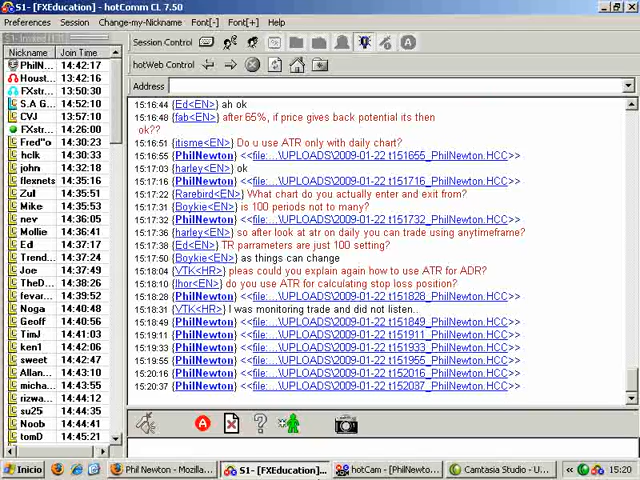 S1- [FXEducation] - hotComm CL 7.50
Preferences Session Change-my-Nickname Font[-] Font[+] Help
Session Control
hotWeb Control
Address
Nickname Join Time
PhilN... 14:42:17
Houst... 13:42:16
FXstr... 13:50:30
S.A G 14:52:10
CVJ 13:57:10
FXstr... 14:26:00
Fred"o 14:30:23
hclk 14:30:23
john 14:32:18
flexnets 14:35:16
Zul 14:35:51
Mike 14:35:53
nev 14:36:05
Mollie 14:36:41
Ed 14:37:17
Trend... 14:37:24
Joe 14:37:49
TheD... 14:38:10
fevar... 14:39:52
Noga 14:40:48
Geoff 14:40:56
TimJ 14:41:03
ken1 14:42:06
sweet 14:42:47
Allan... 14:43:10
micha... 14:43:55
rizwa...
su25 14:44:35
Noob 14:44:41
tomD 14:45:21
15:16:44 {Ed<EN>} ah ok
15:16:48 {fab<EN>} after 65%, if price gives back potential its then
ok??
15:16:51 {itisme<EN>} Do u use ATR only with daily chart?
15:16:55 {PhilNewton} <<file:...\UPLOADS\2009-01-22 t151655_PhilNewton.HCC>>
{harley<EN>} ok
15:17:16 {PhilNewton} <<file:...\UPLOADS\2009-01-22 t151716_PhilNewton.HCC>>
15:17:22 {Rarebird<EN>} What chart do you actually enter and exit from?
15:17:31 {Boykie<EN>} is 100 periods not to many?
15:17:32 {PhilNewton} <<file:...\UPLOADS\2009-01-22 t151732_PhilNewton.HCC>>
15:17:36 {harley<EN>} so after look at atr on daily you can trade using anytimeframe?
15:17:38 {Ed<EN>} TR parrameters are just 100 setting?
15:17:50 {Boykie<EN>} as things can change
15:18:04 {VTK<HR>} pleas could you explain again how to use ATR for ADR?
15:18:10 {Ihor<EN>} do you use ATR for calculating stop loss position?
15:18:28 {PhilNewton} <<file:...\UPLOADS\2009-01-22 t151828_PhilNewton.HCC>>
15:18:31 {VTK<HR>} I was monitoring trade and did not listen..
15:18:49 {PhilNewton} <<file:...\UPLOADS\2009-01-22 t151849_PhilNewton.HCC>>
{PhilNewton} <<file:...\UPLOADS\2009-01-22 t151911_PhilNewton.HCC>>
{PhilNewton} <<file:...\UPLOADS\2009-01-22 t151933_PhilNewton.HCC>>
15:19:55 {PhilNewton} <<file:...\UPLOADS\2009-01-22 t151955_PhilNewton.HCC>>
15:20:16 {PhilNewton} <<file:...\UPLOADS\2009-01-22 t152016_PhilNewton.HCC>>
15:20:37 {PhilNewton} <<file:...\UPLOADS\2009-01-22 t152037_PhilNewton.HCC>>
Inicio Phil Newton - Mozilla... S1- [FXEducation]... hotCam - [PhilNewto... Camtasia Studio - U... 15:20